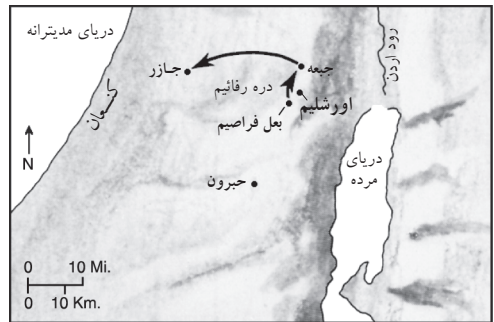 دریای مدیترانه
رود اردن
جازر
جبعه
دره رفائیم
اورشلیم
بعل فراصیم
کنعان
دریای
مرده
حبرون
N
0 10 Mi.
0 10 Km.